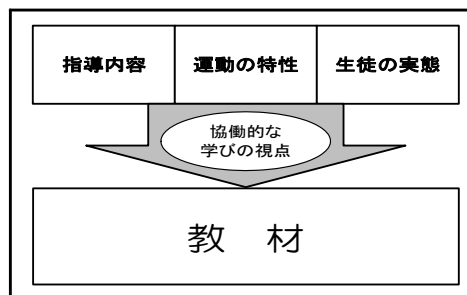 指導内容 運動の特性 生徒の実態
協働的な
学びの視点
教 材